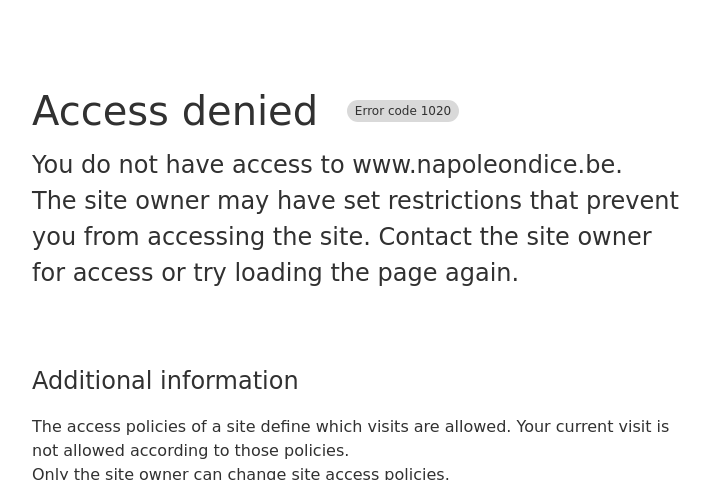 Access denied Error code 1020
You do not have access to www.napoleondice.be.
The site owner may have set restrictions that prevent
you from accessing the site. Contact the site owner
for access or try loading the page again.
Additional information
The access policies of a site define which visits are allowed. Your current visit is
not allowed according to those policies.
Only the site owner can change site access policies.